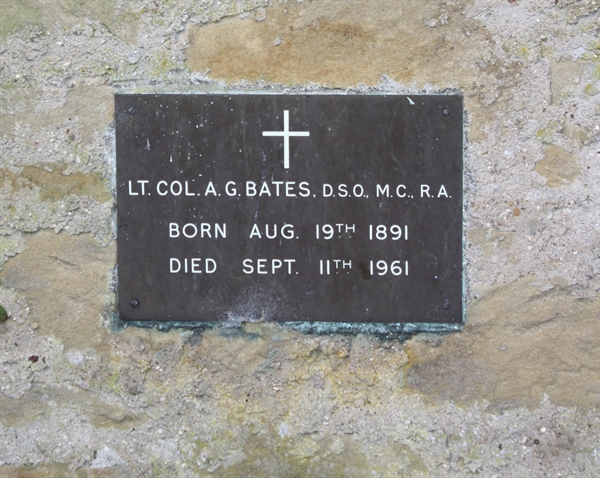 LT. COL. A. G. BATES, D.S.O., M.C., R.A.
BORN AUG. 19TH 1891
DIED SEPT. 11TH 1961